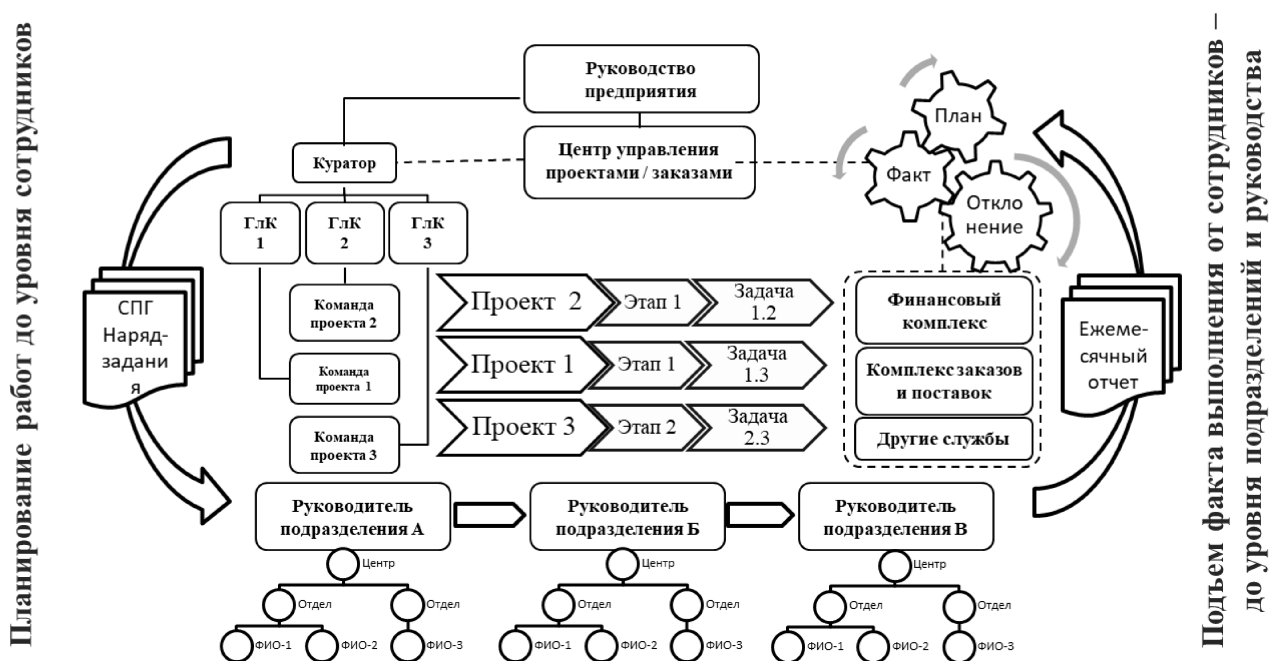 Планирование работ до уровня сотрудников
Руководство
предприятия
Центр управления
проектами / заказами
Куратор
ГлК
1
ГлК
2
ГлК
3
План
Факт
Откло
нение
СПГ
Наряд-
задани
я
Команда
проекта 2
Команда
проекта 1
Команда
проекта 3
Проект 2
Этап 1
Задача
1.2
Проект 1
Этап 1
Задача
1.3
Проект 3
Этап 2
Задача
2.3
Финансовый
комплекс
Комплекс заказов
и поставок
Другие службы
Ежеме-
сячный
отчет
Руководитель
подразделения А
Руководитель
подразделения Б
Руководитель
подразделения В
Центр
Отдел
Отдел
ФИО-1
ФИО-2
ФИО-3
Центр
Отдел
Отдел
ФИО-1
ФИО-2
ФИО-3
Центр
Отдел
Отдел
ФИО-1
ФИО-2
ФИО-3
Подъем факта выполнения от сотрудников –
до уровня подразделений и руководства